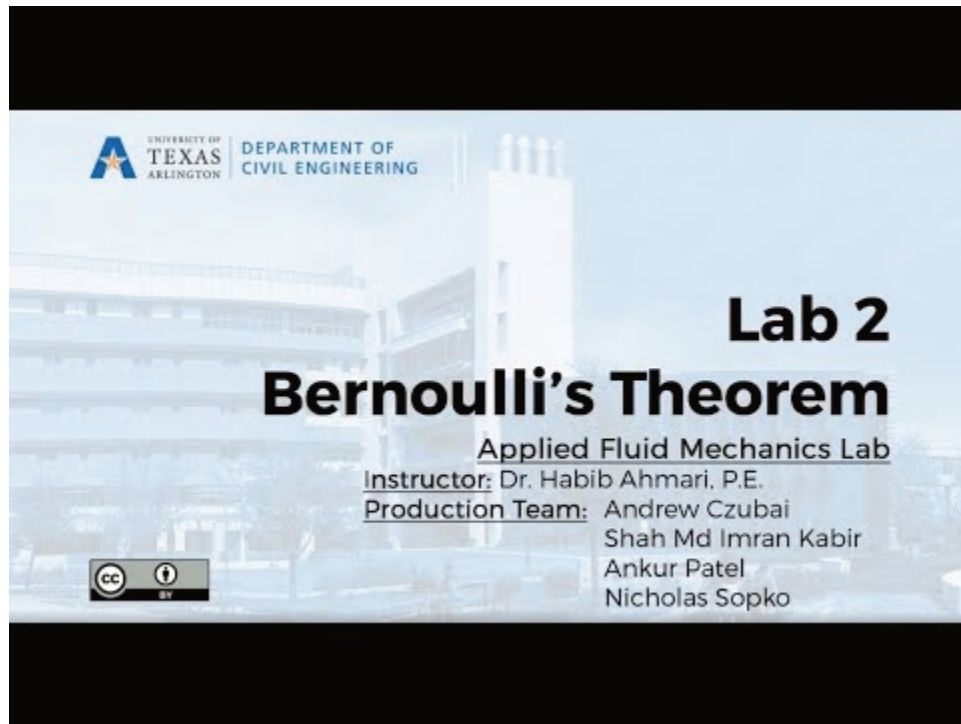 UNIVERSITY OF
TEXAS
ARLINGTON
DEPARTMENT OF
CIVIL ENGINEERING
Lab 2
Bernoulli's Theorem
Applied Fluid Mechanics Lab
Instructor: Dr. Habib Ahmari, P.E.
Production Team: Andrew Czubai
Shah Md Imran Kabir
Ankur Patel
Nicholas Sopko
cc
BY